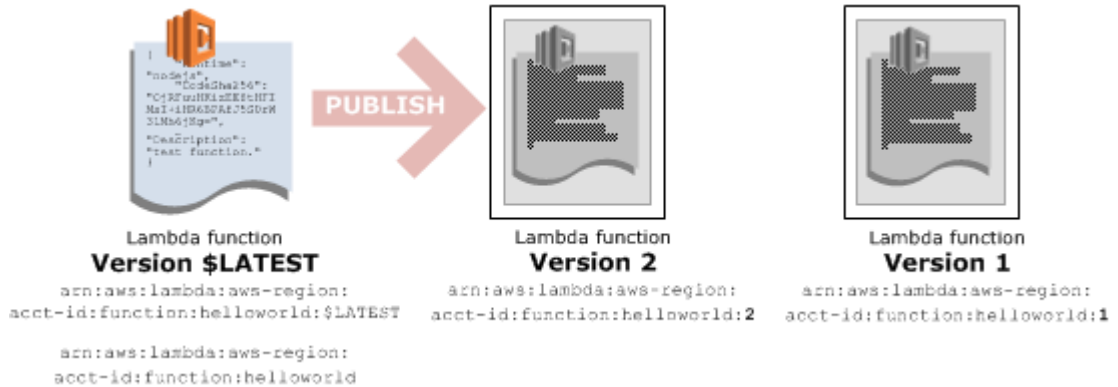 {
"Runtime":
"nodejs",
"CodeSha256":
"Description":
"test function."
}
PUBLISH
Lambda function
Version $LATEST
arn:aws:lambda:aws-region:
acct-id:function:helloworld:$LATEST
arn:aws:lambda:aws-region:
acct-id:function:helloworld
Lambda function
Version 2
arn:aws:lambda:aws-region:
acct-id:function:helloworld:2
Lambda function
Version 1
arn:aws:lambda:aws-region:
acct-id:function:helloworld:1